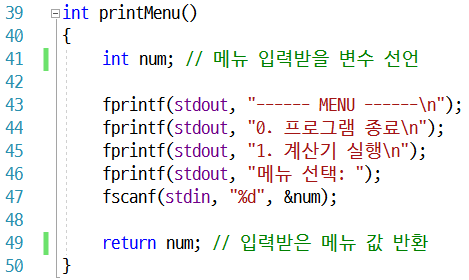 39 int printMenu()
40 {
41 int num; // 메뉴 입력받을 변수 선언
42
43 fprintf(stdout, "------ MENU ------\n");
44 fprintf(stdout, "0. 프로그램 종료\n");
45 fprintf(stdout, "1. 계산기 실행\n");
46 fprintf(stdout, "메뉴 선택: ");
47 fscanf(stdin, "%d", &num);
48
49 return num; // 입력받은 메뉴 값 반환
50 }